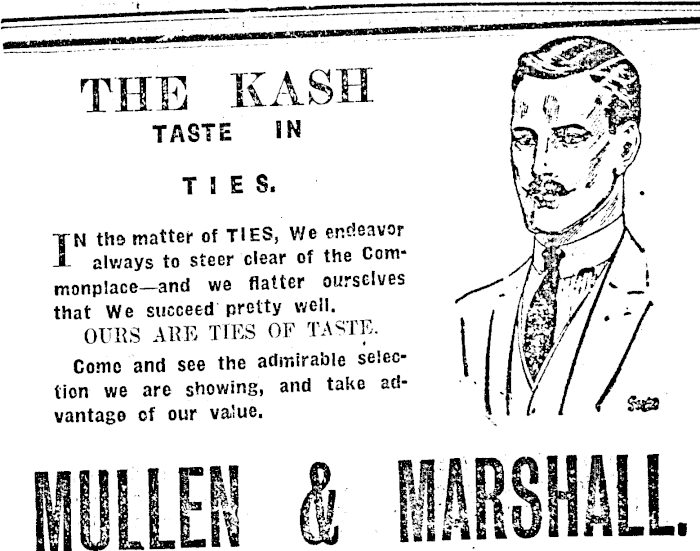 THE KASH
TASTE IN
TIES.
IN the matter of TIES, We endeavor
always to steer clear of the Com-
monplace—and we flatter ourselves
that We succeed pretty well.
OURS ARE TIES OF TASTE.
Come and see the admirable selec-
tion we are showing, and take ad-
vantage of our value.
MULLEN & MARSHALL.